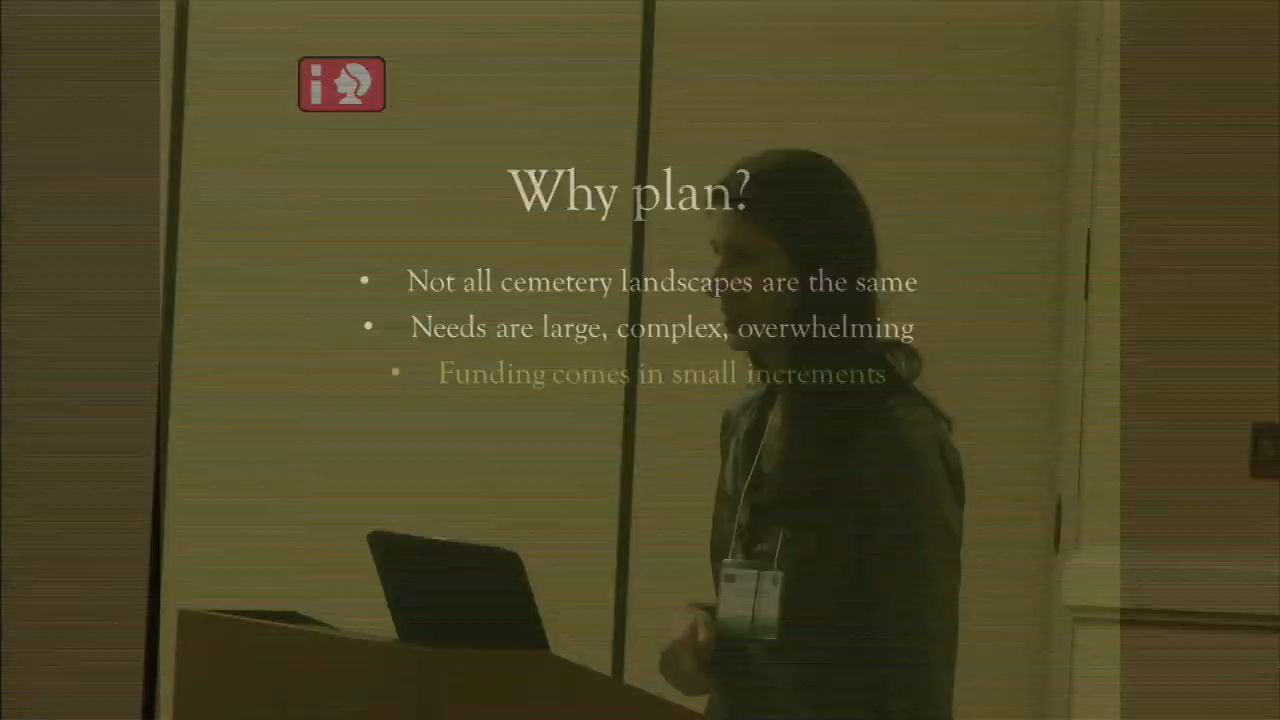 Why plan?
• Not all cemetery landscapes are the same
• Needs are large, complex, overwhelming
• Funding comes in small increments